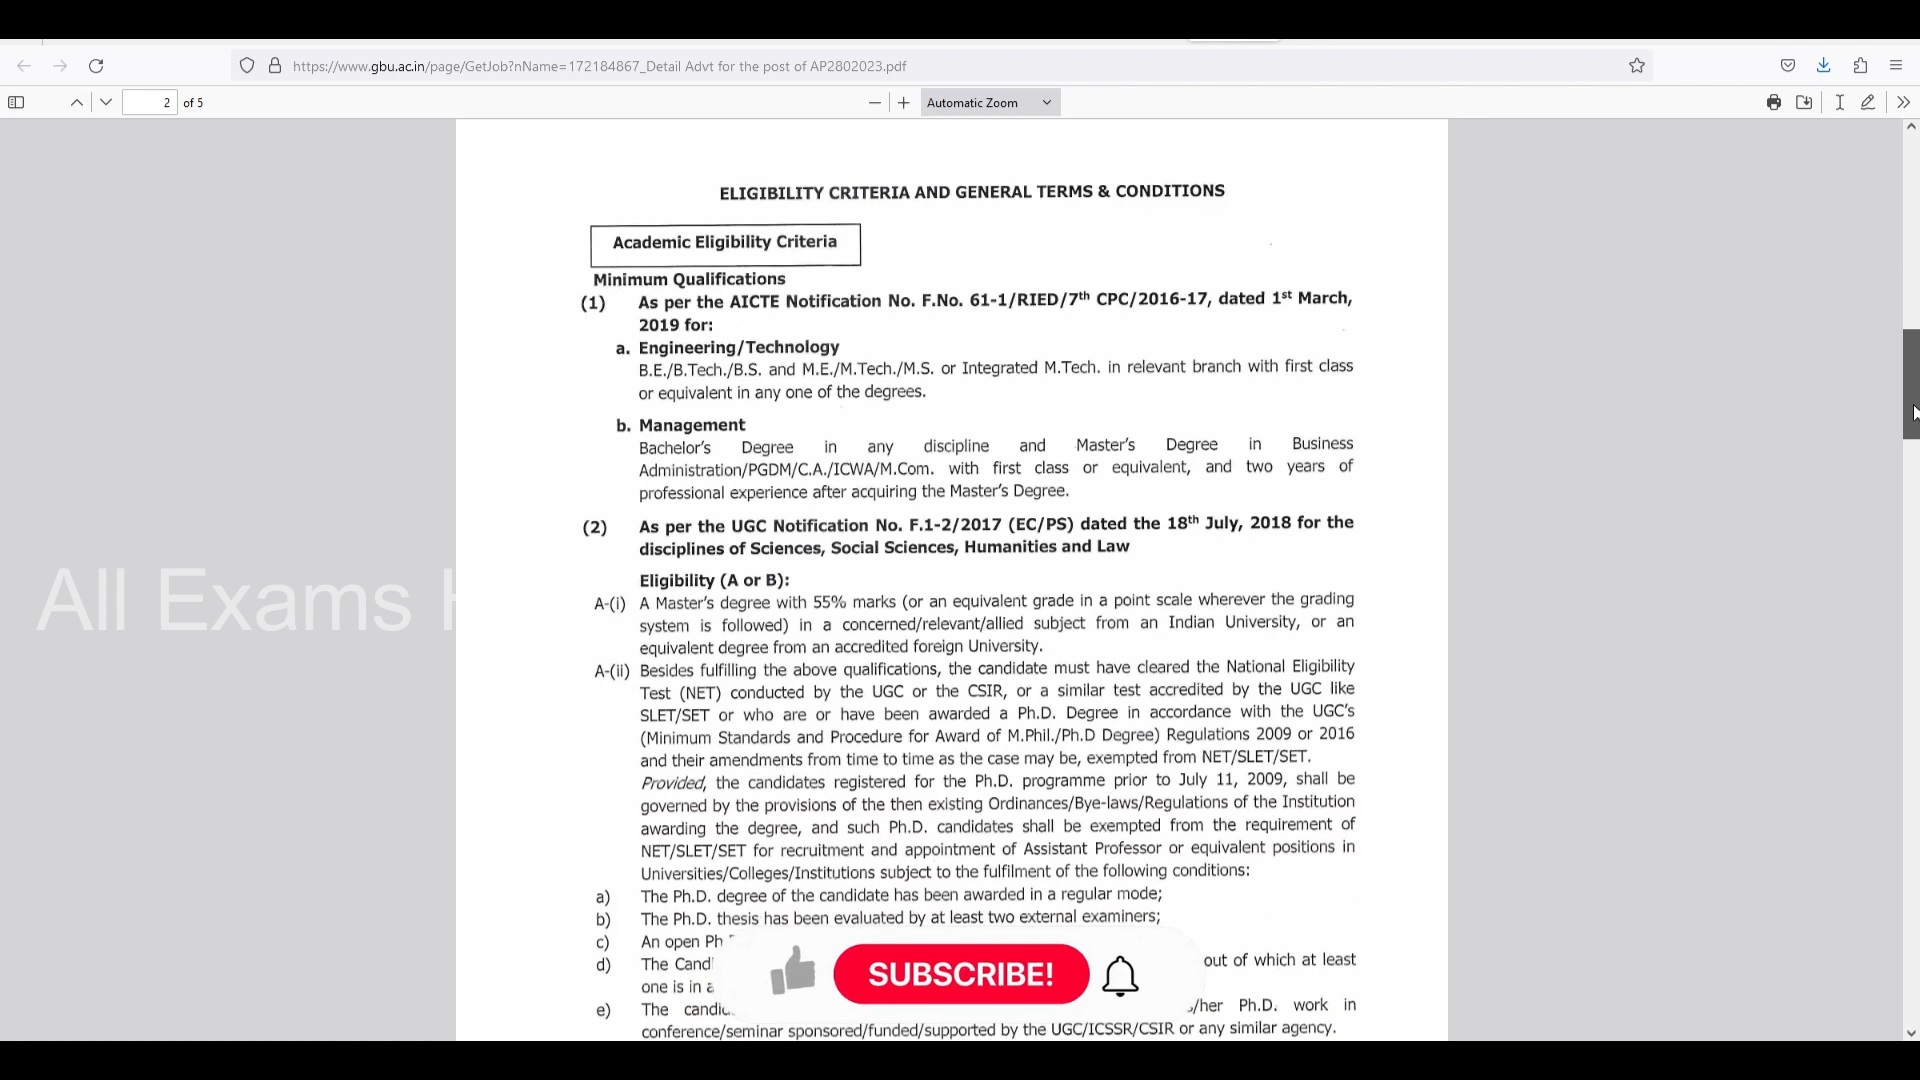 https://www.gbu.ac.in/page/GetJob?nName=172184867_Detail Advt for the post of AP2802023.pdf
2 of 5
Automatic Zoom
ELIGIBILITY CRITERIA AND GENERAL TERMS & CONDITIONS
Academic Eligibility Criteria
Minimum Qualifications
(1) As per the AICTE Notification No. F.No. 61-1/RIED/7th CPC/2016-17, dated 1st March,
2019 for:
a. Engineering/Technology
B.E./B.Tech./B.S. and M.E./M.Tech./M.S. or Integrated M.Tech. in relevant branch with first class
or equivalent in any one of the degrees.
b. Management
Bachelor's Degree in any discipline and Master's Degree in Business
Administration/PGDM/C.A./ICWA/M.Com. with first class or equivalent, and two years of
professional experience after acquiring the Master's Degree.
(2) As per the UGC Notification No. F.1-2/2017 (EC/PS) dated the 18th July, 2018 for the
disciplines of Sciences, Social Sciences, Humanities and Law
Eligibility (A or B):
A-(i) A Master's degree with 55% marks (or an equivalent grade in a point scale wherever the grading
system is followed) in a concerned/relevant/allied subject from an Indian University, or an
equivalent degree from an accredited foreign University.
All Exams
A-(ii) Besides fulfilling the above qualifications, the candidate must have cleared the National Eligibility
Test (NET) conducted by the UGC or the CSIR, or a similar test accredited by the UGC like
SLET/SET or who are or have been awarded a Ph.D. Degree in accordance with the UGC's
(Minimum Standards and Procedure for Award of M.Phil./Ph.D Degree) Regulations 2009 or 2016
and their amendments from time to time as the case may be, exempted from NET/SLET/SET.
Provided, the candidates registered for the Ph.D. programme prior to July 11, 2009, shall be
governed by the provisions of the then existing Ordinances/Bye-laws/Regulations of the Institution
awarding the degree, and such Ph.D. candidates shall be exempted from the requirement of
NET/SLET/SET for recruitment and appointment of Assistant Professor or equivalent positions in
Universities/Colleges/Institutions subject to the fulfilment of the following conditions:
a) The Ph.D. degree of the candidate has been awarded in a regular mode;
b) The Ph.D. thesis has been evaluated by at least two external examiners;
c) An open
d) The out of which at least
one is in
e) The Ph.D. work in
conference/seminar sponsored/funded/supported by the UGC/ICSSR/CSIR or any similar agency.
SUBSCRIBE!